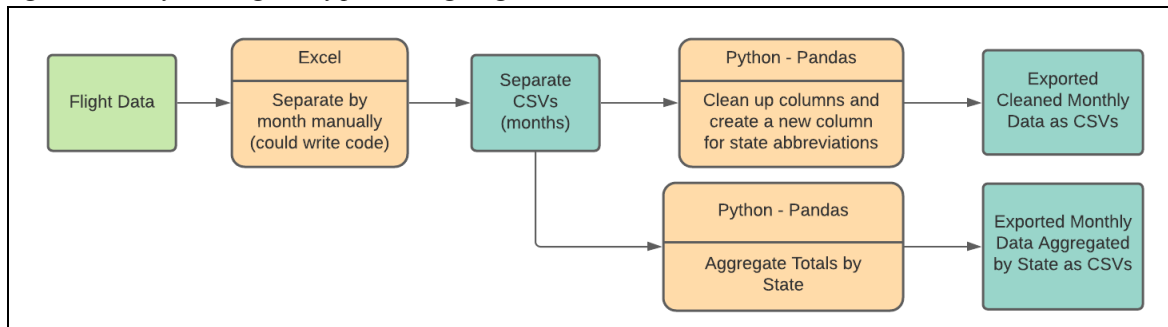 Flight Data
Excel
Separate by
month manually
(could write code)
Separate
CSVs
(months)
Python - Pandas
Clean up columns and
create a new column
for state abbreviations
Exported
Cleaned Monthly
Data as CSVs
Python - Pandas
Aggregate Totals by
State
Exported Monthly
Data Aggregated
by State as CSVs